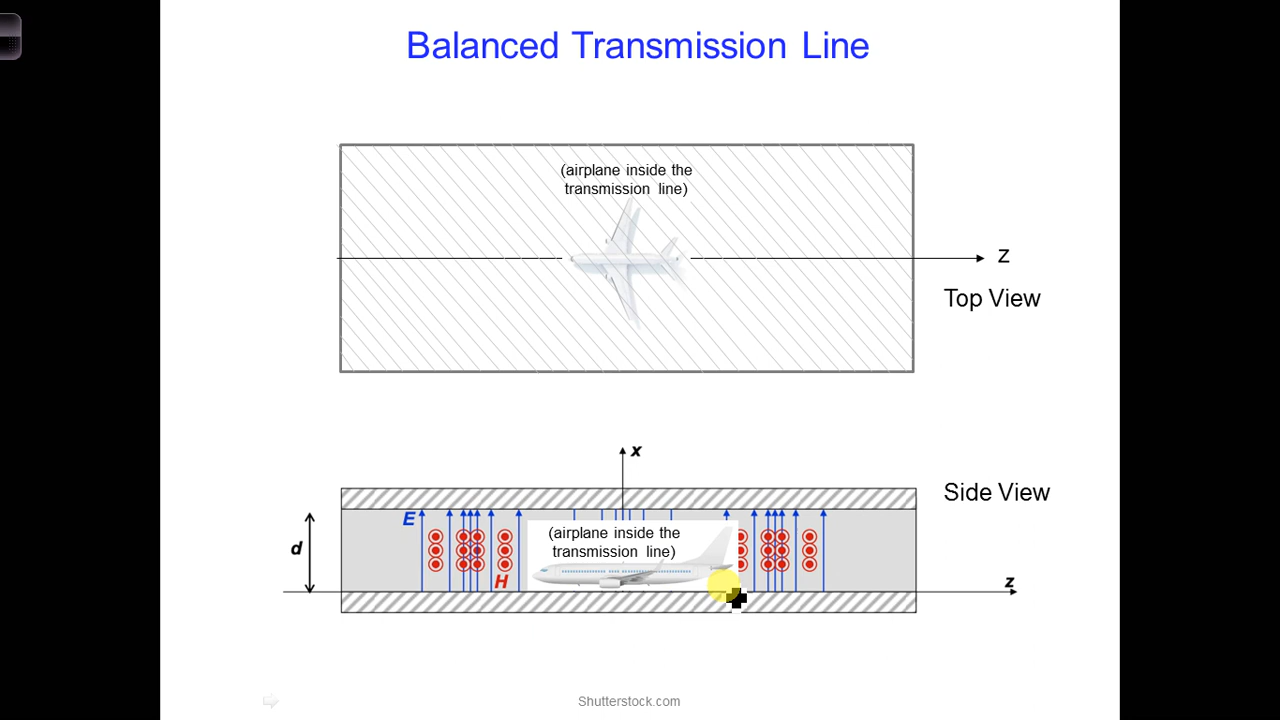 Balanced Transmission Line
(airplane inside the
transmission line)
Z
Top View
x
Side View
E
d
(airplane inside the
transmission line)
H
z
Shutterstock.com